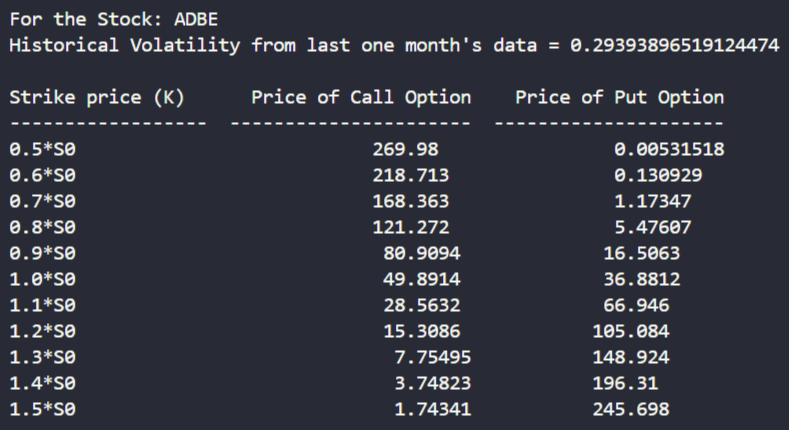 For the Stock: ADBE
Historical Volatility from last one month's data = 0.29393896519124474
Strike price (K) Price of Call Option Price of Put Option
------------------ ---------------------- ---------------------
0.5*S0 269.98 0.00531518
0.6*S0 218.713 0.130929
0.7*S0 168.363 1.17347
0.8*S0 121.272 5.47607
0.9*S0 80.9094 16.5063
1.0*S0 49.8914 36.8812
1.1*S0 28.5632 66.946
1.2*S0 15.3086 105.084
1.3*S0 7.75495 148.924
1.4*S0 3.74823 196.31
1.5*S0 1.74341 245.698